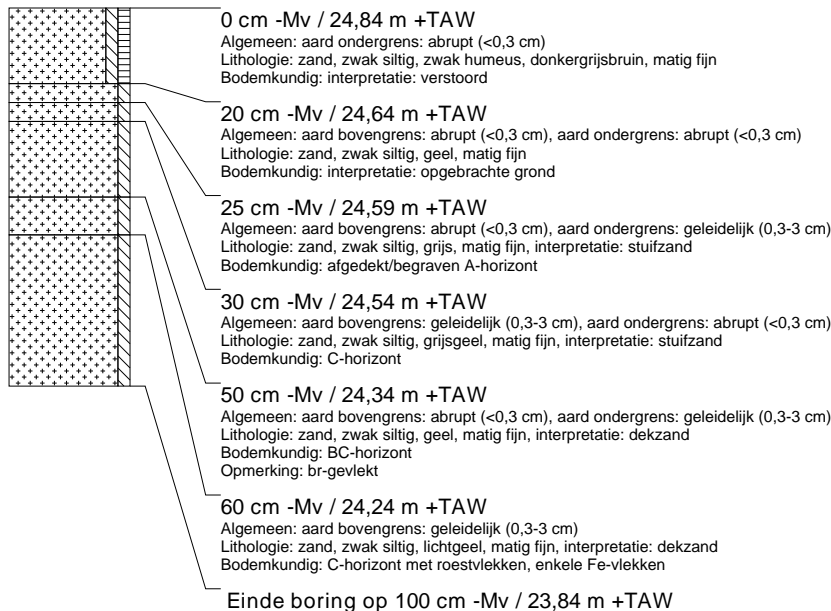 0 cm -Mv / 24,84 m +TAW
Algemeen: aard ondergrens: abrupt (<0,3 cm)
Lithologie: zand, zwak siltig, zwak humeus, donkergrijsbruin, matig fijn
Bodemkundig: interpretatie: verstoord
20 cm -Mv / 24,64 m +TAW
Algemeen: aard bovengrens: abrupt (<0,3 cm), aard ondergrens: abrupt (<0,3 cm)
Lithologie: zand, zwak siltig, geel, matig fijn
Bodemkundig: interpretatie: opgebrachte grond
25 cm -Mv / 24,59 m +TAW
Algemeen: aard bovengrens: abrupt (<0,3 cm), aard ondergrens: geleidelijk (0,3-3 cm)
Lithologie: zand, zwak siltig, grijs, matig fijn, interpretatie: stuifzand
Bodemkundig: afgedekt/begraven A-horizont
30 cm -Mv / 24,54 m +TAW
Algemeen: aard bovengrens: geleidelijk (0,3-3 cm), aard ondergrens: abrupt (<0,3 cm)
Lithologie: zand, zwak siltig, grijsgeel, matig fijn, interpretatie: stuifzand
Bodemkundig: C-horizont
50 cm -Mv / 24,34 m +TAW
Algemeen: aard bovengrens: abrupt (<0,3 cm), aard ondergrens: geleidelijk (0,3-3 cm)
Lithologie: zand, zwak siltig, geel, matig fijn, interpretatie: dekzand
Bodemkundig: BC-horizont
Opmerking: br-gevlekt
60 cm -Mv / 24,24 m +TAW
Algemeen: aard bovengrens: geleidelijk (0,3-3 cm)
Lithologie: zand, zwak siltig, lichtgeel, matig fijn, interpretatie: dekzand
Bodemkundig: C-horizont met roestvlekken, enkele Fe-vlekken
Einde boring op 100 cm -Mv / 23,84 m +TAW